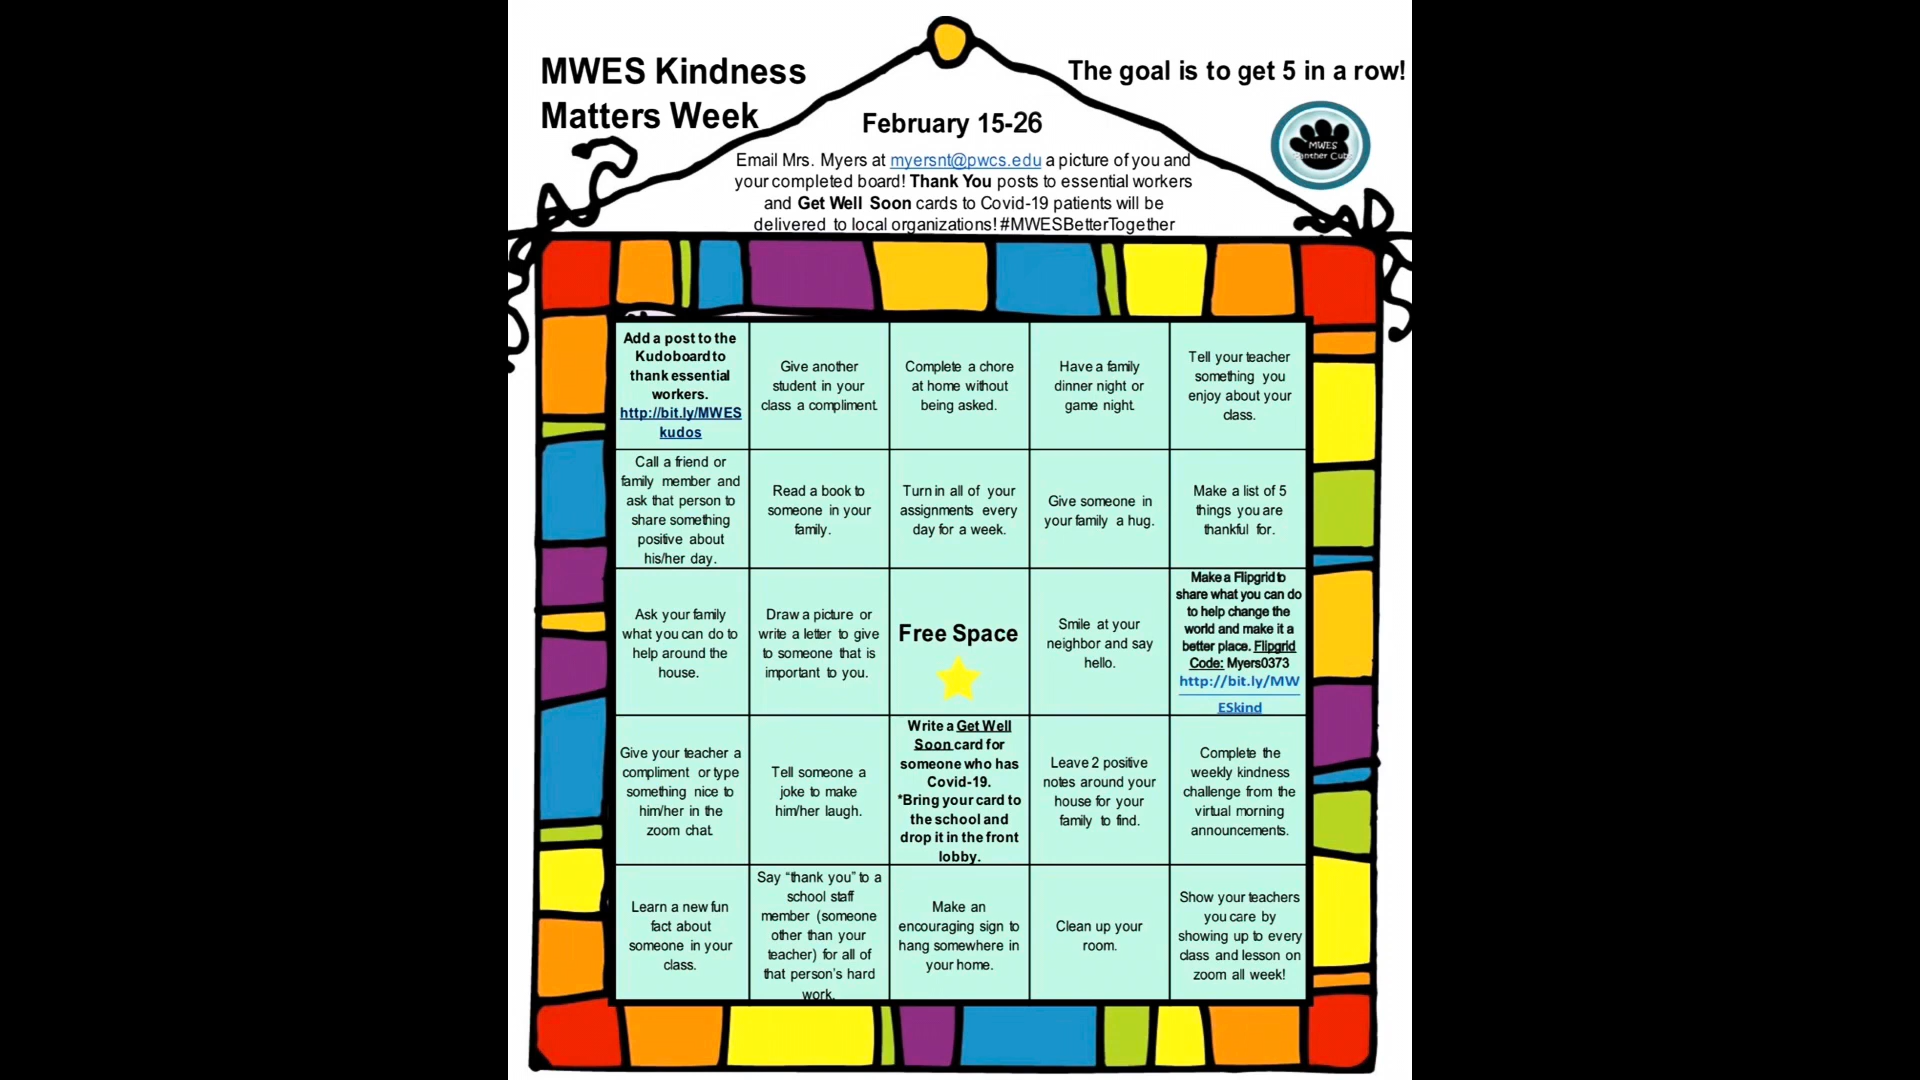 MWES Kindness
Matters Week
The goal is to get 5 in a row!
February 15-26
MWES
Panther Cubs
Email Mrs. Myers at myersnt@pwcs.edu a picture of you and
your completed board! Thank You posts to essential workers
and Get Well Soon cards to Covid-19 patients will be
delivered to local organizations! #MWESBetterTogether
Add a post to the
Kudoboard to
thank essential
workers.
http://bit.ly/MWES
kudos
Give another
student in your
class a compliment.
Complete a chore
at home without
being asked.
Have a family
dinner night or
game night.
Tell your teacher
something you
enjoy about your
class.
Call a friend or
family member and
ask that person to
share something
positive about
his/her day.
Read a book to
someone in your
family.
Turn in all of your
assignments every
day for a week.
Give someone in
your family a hug.
Make a list of 5
things you are
thankful for.
Ask your family
what you can do to
help around the
house.
Draw a picture or
write a letter to give
to someone that is
important to you.
Free Space
Smile at your
neighbor and say
hello.
Make a Flipgrid to
share what you can do
to help change the
world and make it a
better place. Flipgrid
Code: Myers0373
http://bit.ly/MW
ESkind
Give your teacher a
compliment or type
something nice to
him/her in the
zoom chat.
Tell someone a
joke to make
him/her laugh.
Write a Get Well
Soon card for
someone who has
Covid-19.
*Bring your card to
the school and
drop it in the front
lobby.
Leave 2 positive
notes around your
house for your
family to find.
Complete the
weekly kindness
challenge from the
virtual morning
announcements.
Learn a new fun
fact about
someone in your
class.
Say “thank you” to a
school staff
member (someone
other than your
teacher) for all of
that person’s hard
work.
Make an
encouraging sign to
hang somewhere in
your home.
Clean up your
room.
Show your teachers
you care by
showing up to every
class and lesson on
zoom all week!